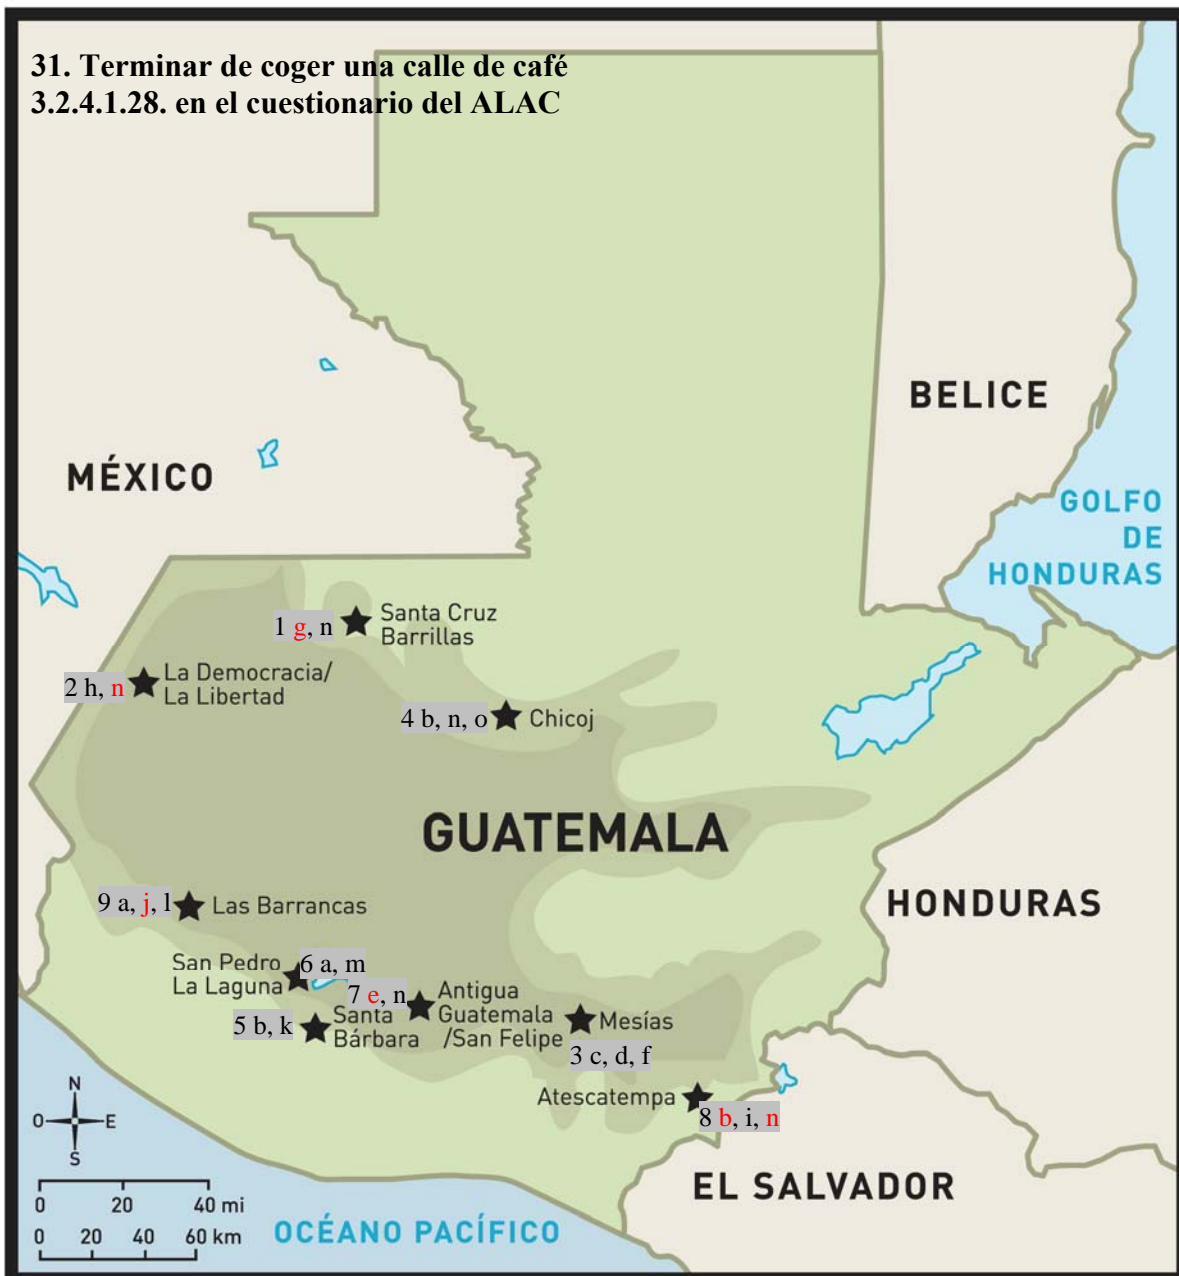 31. Terminar de coger una calle de café
3.2.4.1.28. en el cuestionario del ALAC
BELICE
MÉXICO
GOLFO
DE
HONDURAS
1 g, n
Santa Cruz
Barrillas
2 h, n
La Democracia/
La Libertad
4 b, n, o
Chicoj
GUATEMALA
9 a, j, l
Las Barrancas
HONDURAS
San Pedro
La Laguna
6 a, m
7 e, n
Antigua
Guatemala
/San Felipe
5 b, k
Santa
Bárbara
Mesías
3 c, d, f
Atescatempa
8 b, i, n
N
O
E
S
EL SALVADOR
0 20 40 mi
0 20 40 60 km
OCÉANO PACÍFICO